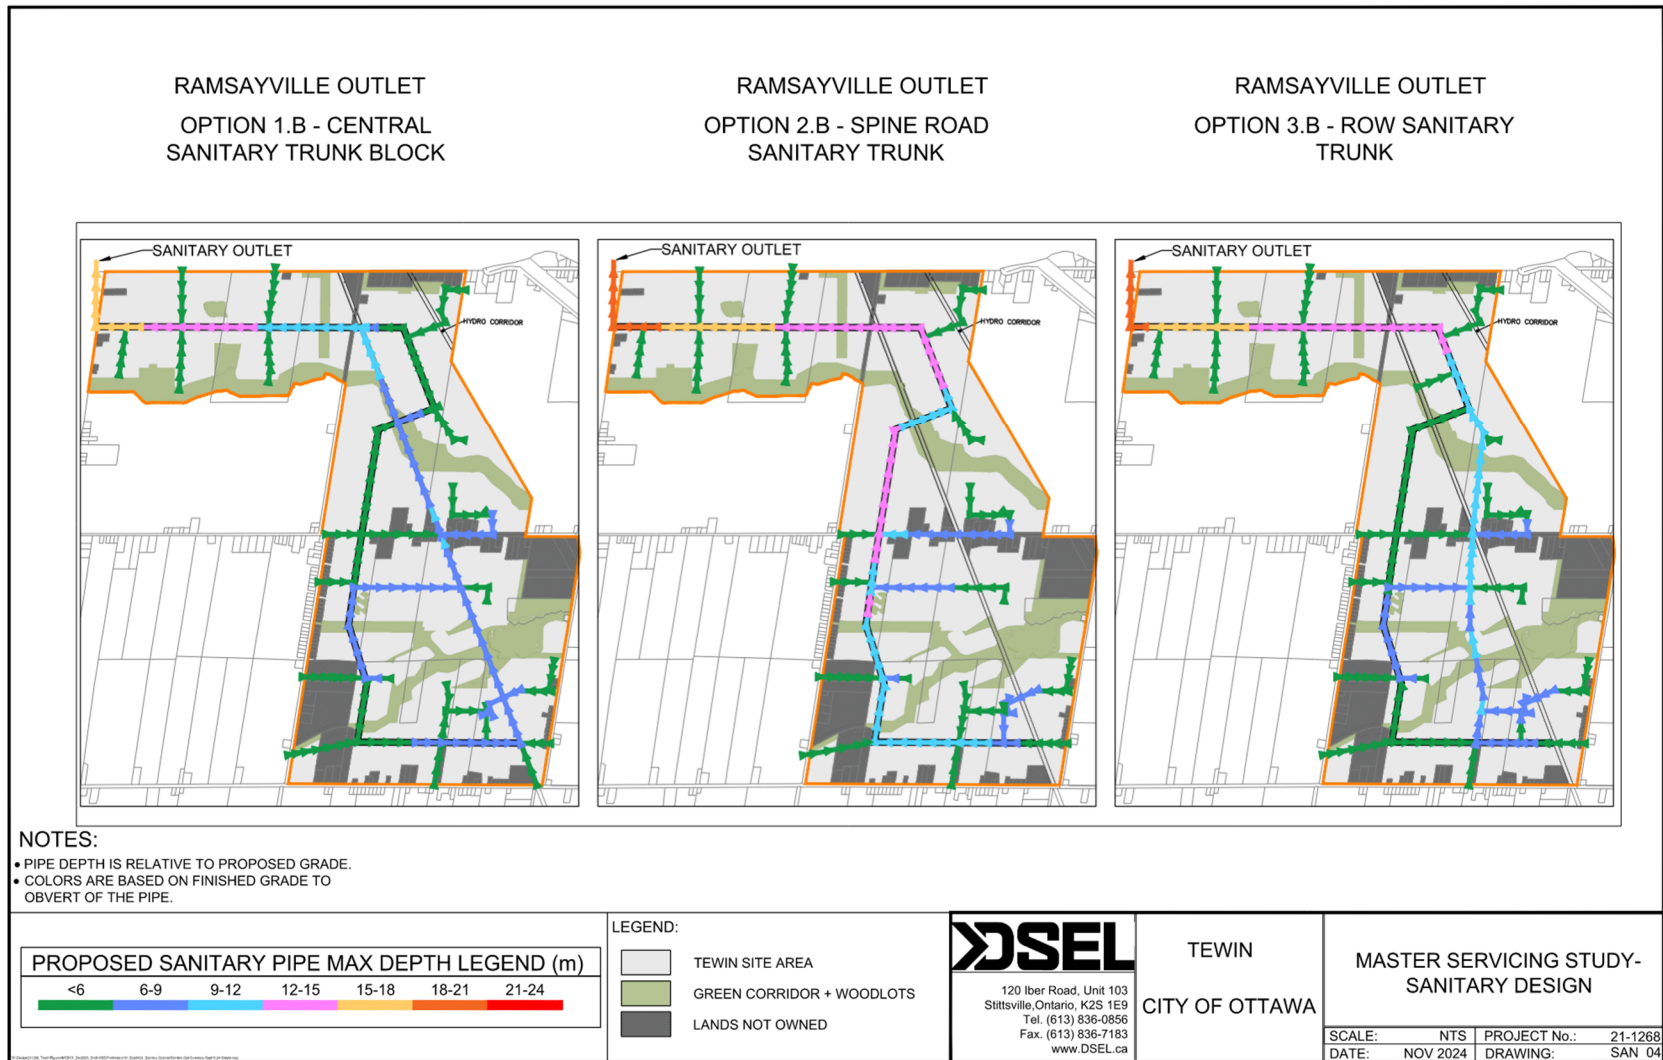 RAMSAYVILLE OUTLET
OPTION 1.B - CENTRAL
SANITARY TRUNK BLOCK
RAMSAYVILLE OUTLET
OPTION 2.B - SPINE ROAD
SANITARY TRUNK
RAMSAYVILLE OUTLET
OPTION 3.B - ROW SANITARY
TRUNK
SANITARY OUTLET
HYDRO CORRIDOR
SANITARY OUTLET
HYDRO CORRIDOR
SANITARY OUTLET
HYDRO CORRIDOR
NOTES:
• PIPE DEPTH IS RELATIVE TO PROPOSED GRADE.
• COLORS ARE BASED ON FINISHED GRADE TO
OBVERT OF THE PIPE.
PROPOSED SANITARY PIPE MAX DEPTH LEGEND (m)
<6 6-9 9-12 12-15 15-18 18-21 21-24
LEGEND:
TEWIN SITE AREA
GREEN CORRIDOR + WOODLOTS
LANDS NOT OWNED
DSEL
120 Iber Road, Unit 103
Stittsville,Ontario, K2S 1E9
Tel. (613) 836-0856
Fax. (613) 836-7183
www.DSEL.ca
TEWIN
CITY OF OTTAWA
MASTER SERVICING STUDY-
SANITARY DESIGN
SCALE: NTS PROJECT No.: 21-1268
DATE: NOV 2024 DRAWING: SAN 04